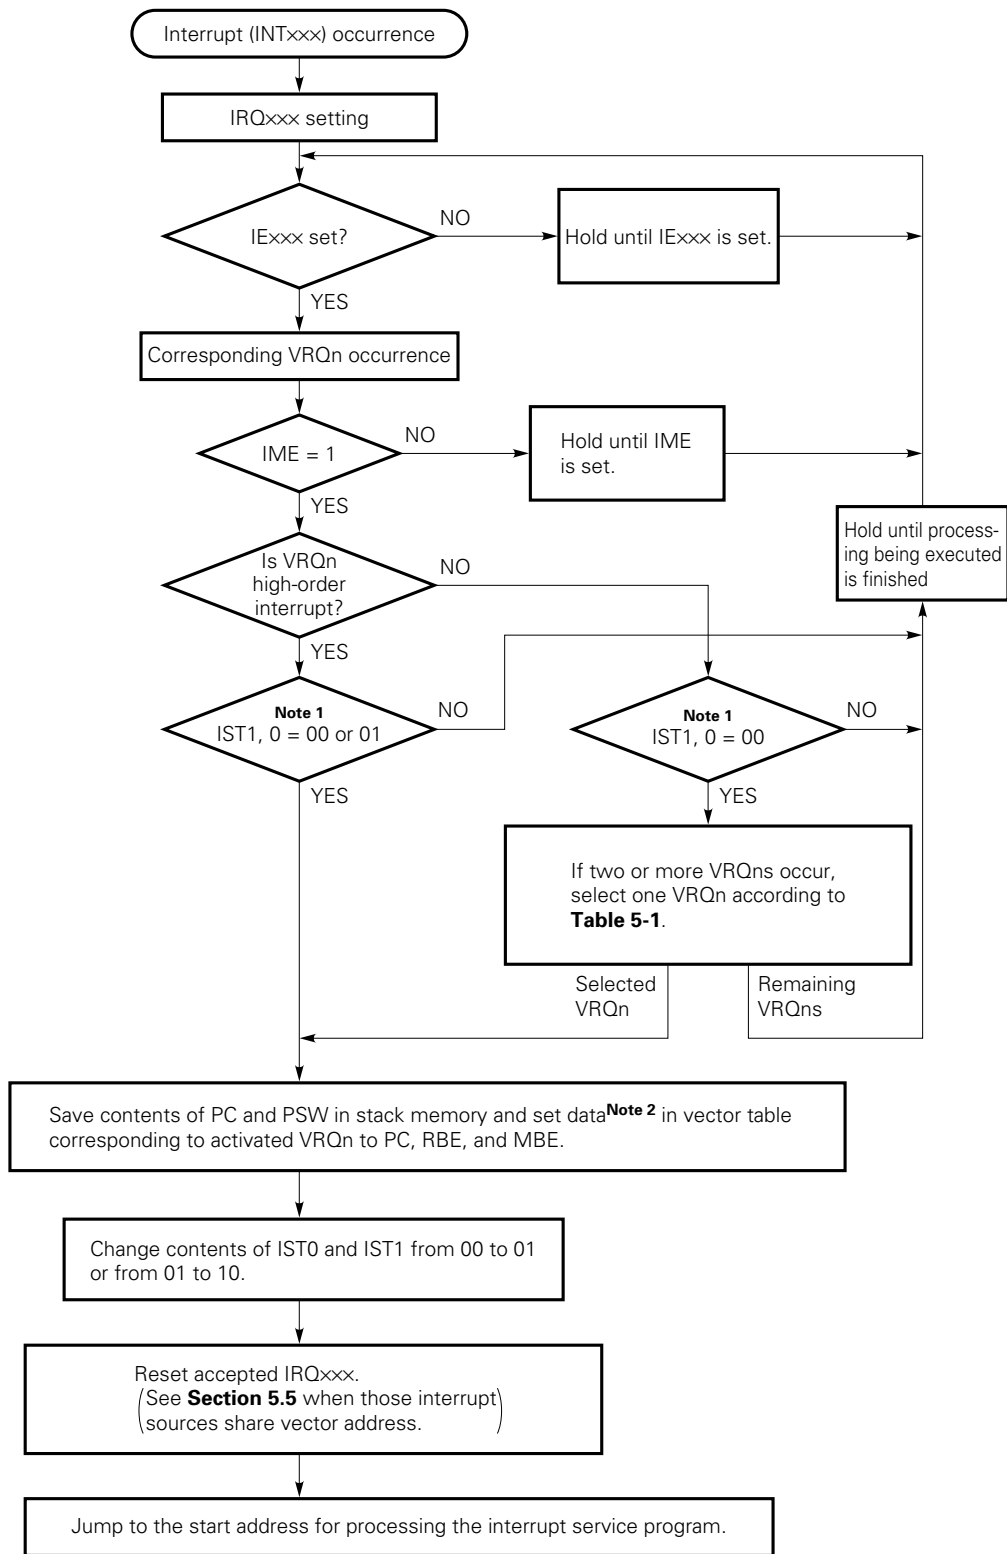 Interrupt (INT×××) occurrence
IRQ××× setting
IE××× set?
NO
Hold until IE××× is set.
YES
Corresponding VRQn occurrence
IME = 1
NO
Hold until IME
is set.
YES
Hold until process-
ing being executed
is finished
Is VRQn
high-order
interrupt?
NO
YES
Note 1
IST1, 0 = 00 or 01
NO
Note 1
IST1, 0 = 00
NO
YES
YES
If two or more VRQns occur,
select one VRQn according to
Table 5-1.
Selected
VRQn
Remaining
VRQns
Save contents of PC and PSW in stack memory and set dataNote 2 in vector table
corresponding to activated VRQn to PC, RBE, and MBE.
Change contents of IST0 and IST1 from 00 to 01
or from 01 to 10.
Reset accepted IRQ×××.
(See Section 5.5 when those interrupt
sources share vector address.)
Jump to the start address for processing the interrupt service program.